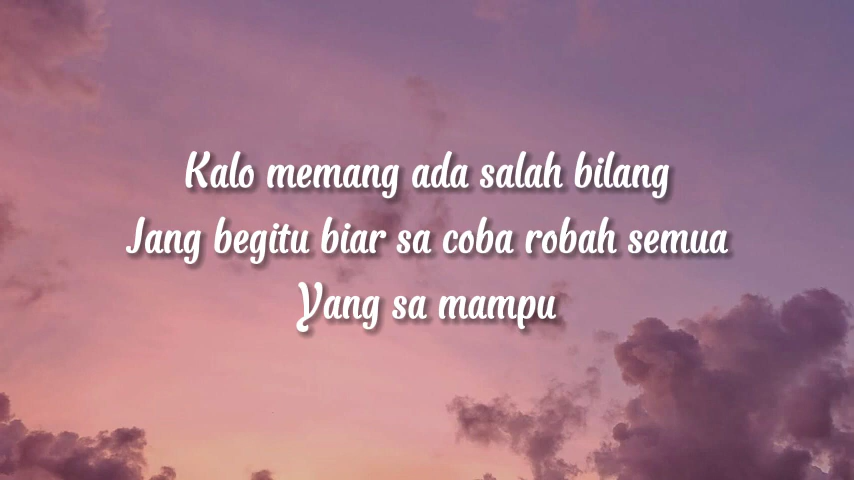 Kalo memang ada salah bilang
Jang begitu biar sa coba robah semua
Yang sa mampu